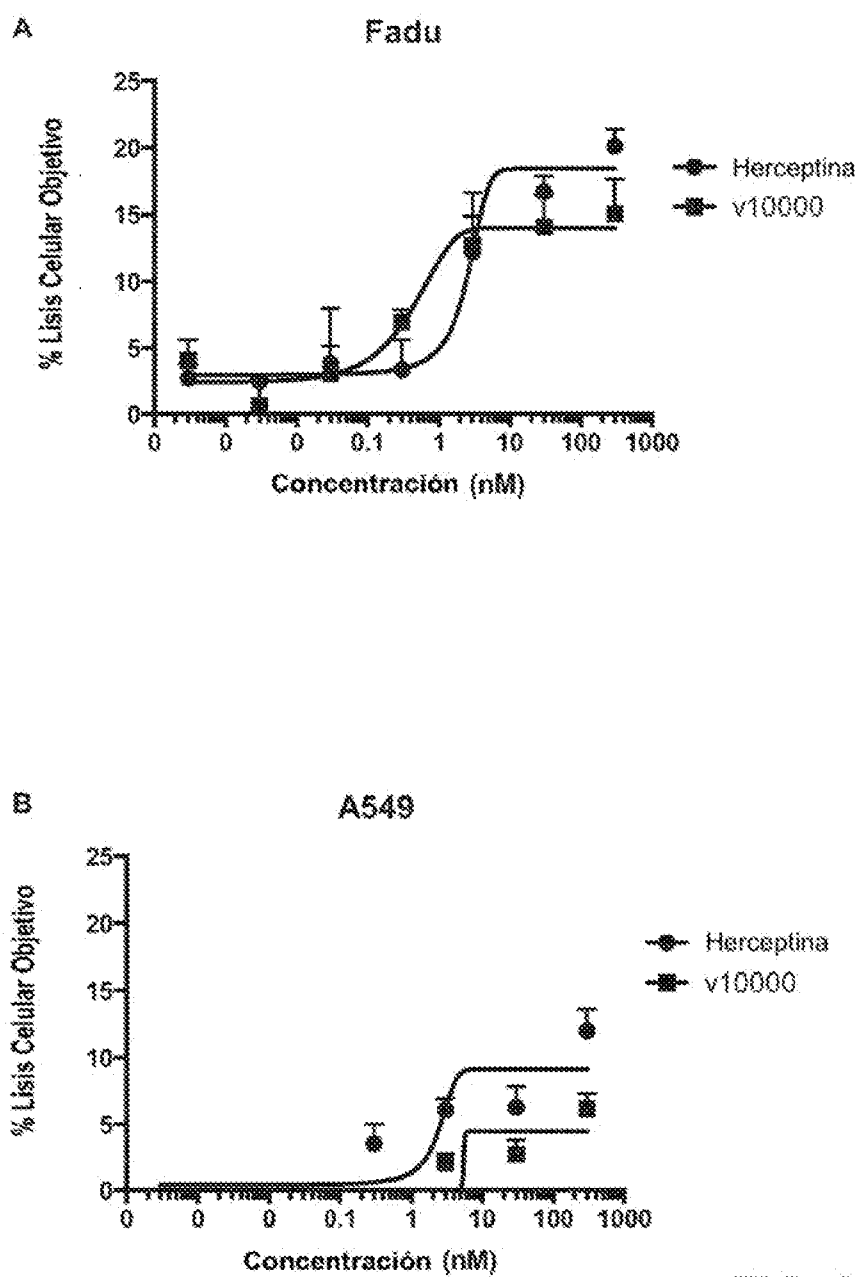 A
Fadu
% Lisis Celular Objetivo
25
20
15
10
5
0
0 0 0 0.1 1 10 100 1000
Concentración (nM)
Herceptina
v10000
B
A549
% Lisis Celular Objetivo
25
20
15
10
5
0
0 0 0 0.1 1 10 100 1000
Concentración (nM)
Herceptina
v10000